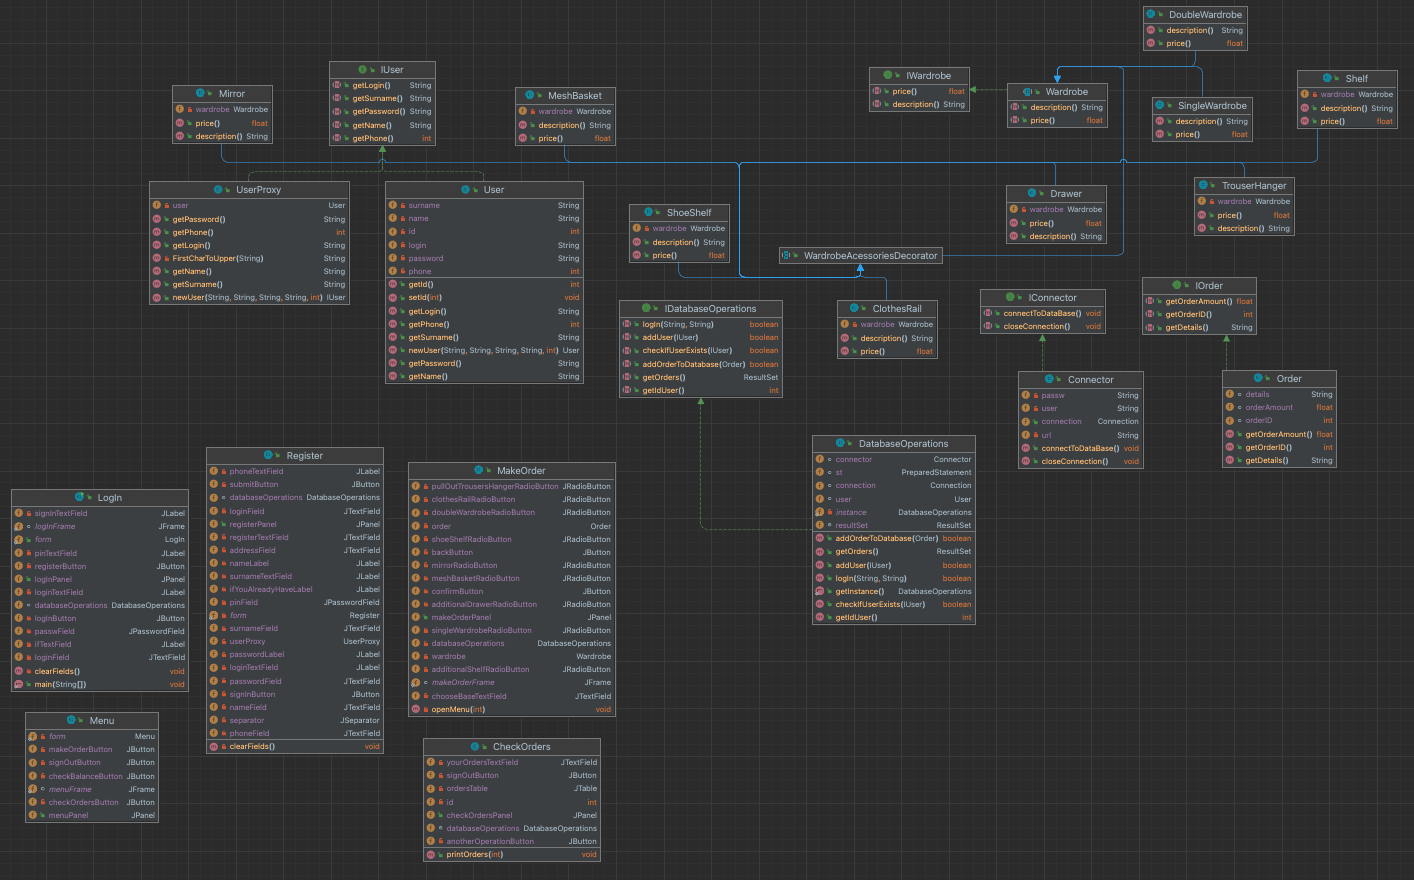 DoubleWardrobe
description() String
price() float
IUser
getLogin() String
getSurname() String
getPassword() String
getName() String
getPhone() int
IWardrobe
price() float
description() String
Wardrobe
description() String
price() float
Shelf
wardrobe Wardrobe
description() String
price() float
Mirror
wardrobe Wardrobe
price() float
description() String
MeshBasket
wardrobe Wardrobe
description() String
price() float
SingleWardrobe
description() String
price() float
UserProxy
user User
getPassword() String
getPhone() int
getLogin() String
FirstCharToUpper(String) String
getName() String
getSurname() String
newUser(String, String, String, String, int) IUser
User
surname String
name String
id int
login String
password String
phone int
getId() int
setId(int) void
getLogin() String
getPhone() int
getSurname() String
newUser(String, String, String, String, int) User
getPassword() String
getName() String
ShoeShelf
wardrobe Wardrobe
description() String
price() float
Drawer
wardrobe Wardrobe
price() float
description() String
TrouserHanger
wardrobe Wardrobe
price() float
description() String
WardrobeAcessoriesDecorator
IDatabaseOperations
logIn(String, String) boolean
addUser(IUser) boolean
checkIfUserExists(IUser) boolean
addOrderToDatabase(Order) boolean
getOrders() ResultSet
getIdUser() int
ClothesRail
wardrobe Wardrobe
description() String
price() float
IConnector
connectToDataBase() void
closeConnection() void
IOrder
getOrderAmount() float
getOrderID() int
getDetails() String
Connector
passw String
user String
connection Connection
url String
connectToDataBase() void
closeConnection() void
Order
details String
orderAmount float
orderID int
getOrderAmount() float
getOrderID() int
getDetails() String
DatabaseOperations
connector Connector
st PreparedStatement
connection Connection
user User
instance DatabaseOperations
resultSet ResultSet
addOrderToDatabase(Order) boolean
getOrders() ResultSet
addUser(IUser) boolean
logIn(String, String) boolean
getInstance() DatabaseOperations
checkIfUserExists(IUser) boolean
getIdUser() int
Register
phoneTextField JLabel
submitButton JButton
databaseOperations DatabaseOperations
loginField JTextField
registerPanel JPanel
registerTextField JTextField
addressField JTextField
nameLabel JLabel
surnameTextField JLabel
ifYouAlreadyHaveLabel JLabel
pinField JPasswordField
form Register
surnameField JTextField
userProxy UserProxy
passwordLabel JLabel
loginTextField JLabel
passwordField JTextField
signInButton JButton
nameField JTextField
separator JSeparator
phoneField JTextField
clearFields() void
MakeOrder
pullOutTrousersHangerRadioButton JRadioButton
clothesRailRadioButton JRadioButton
doubleWardrobeRadioButton JRadioButton
order Order
shoeShelfRadioButton JRadioButton
backButton JButton
mirrorRadioButton JRadioButton
meshBasketRadioButton JRadioButton
confirmButton JButton
additionalDrawerRadioButton JRadioButton
makeOrderPanel JPanel
singleWardrobeRadioButton JRadioButton
databaseOperations DatabaseOperations
wardrobe Wardrobe
additionalShelfRadioButton JRadioButton
makeOrderFrame JFrame
chooseBaseTextField JTextField
openMenu(int) void
LogIn
signInTextField JLabel
logInFrame JFrame
form LogIn
pinTextField JLabel
registerButton JButton
logInPanel JPanel
loginTextField JLabel
databaseOperations DatabaseOperations
logInButton JButton
passwField JPasswordField
ifTextField JLabel
loginField JTextField
clearFields() void
main(String[]) void
Menu
form Menu
makeOrderButton JButton
signOutButton JButton
checkBalanceButton JButton
menuFrame JFrame
checkOrdersButton JButton
menuPanel JPanel
CheckOrders
yourOrdersTextField JTextField
signOutButton JButton
ordersTable JTable
id int
checkOrdersPanel JPanel
databaseOperations DatabaseOperations
anotherOperationButton JButton
printOrders(int) void